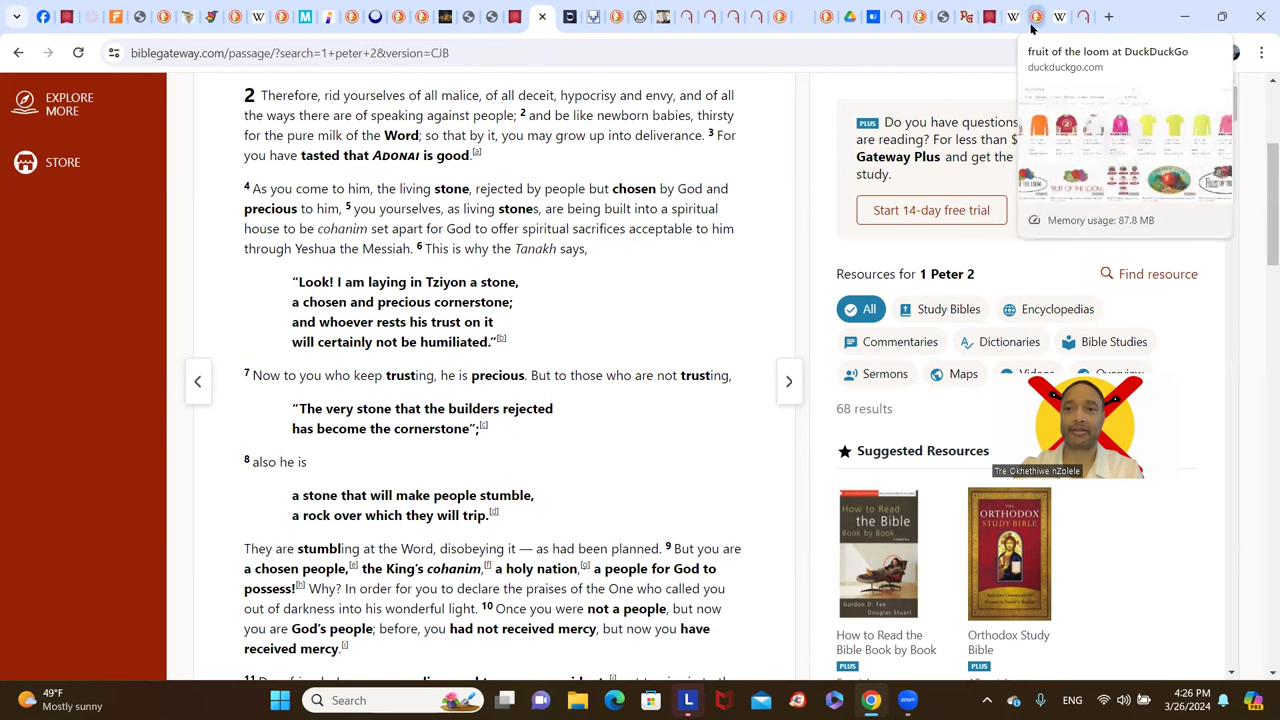 biblegateway.com/passage/?search=1+peter+2&version=CJB
fruit of the loom at DuckDuckGo
duckduckgo.com
Memory usage: 87.8 MB
EXPLORE
MORE
STORE
2 Therefore, rid yourselves of all malice, of all deceit, hypocrisy and envy, and of all
the ways there are of speaking against people; 2 and be like newborn babies, thirsty
for the pure milk of the Word, so that by it, you may grow up into deliverance. 3 For
you have tasted that ADONAI is good.[a]
4 As you come to him, the living stone, rejected by people but chosen by God and
precious to him, 5 you yourselves, as living stones, are being built into a spiritual
house to be cohanim set apart for God to offer spiritual sacrifices acceptable to him
through Yeshua the Messiah. 6 This is why the Tanakh says,
“Look! I am laying in Tziyon a stone,
a chosen and precious cornerstone;
and whoever rests his trust on it
will certainly not be humiliated.”[b]
7 Now to you who keep trusting, he is precious. But to those who are not trusting,
“The very stone that the builders rejected
has become the cornerstone”;[c]
8 also he is
a stone that will make people stumble,
a rock over which they will trip.[d]
They are stumbling at the Word, disobeying it — as had been planned. 9 But you are
a chosen people,[e] the King’s cohanim,[f] a holy nation,[g] a people for God to
possess![h] Why? In order for you to declare the praises of the One who called you
out of darkness into his wonderful light. 10 Once you were not a people, but now
you are God’s people; before, you had not received mercy, but now you have
received mercy.[i]
PLUS Do you have questions
are reading? For less than $
Gateway Plus and get the
study.
Start 14-day free trial
Resources for 1 Peter 2
Find resource
All
Study Bibles
Encyclopedias
Commentaries
Dictionaries
Bible Studies
Sermons
Maps
Videos
Overview
68 results
Tre Okhethiwe nZolele
Suggested Resources
How to Read
the Bible
Book by Book
Gordon D. Fee
Douglas Stuart
THE
ORTHODOX
STUDY BIBLE
How to Read the
Bible Book by Book
PLUS
Orthodox Study
Bible
PLUS
49°F
Mostly sunny
Search
ENG
4:26 PM
3/26/2024